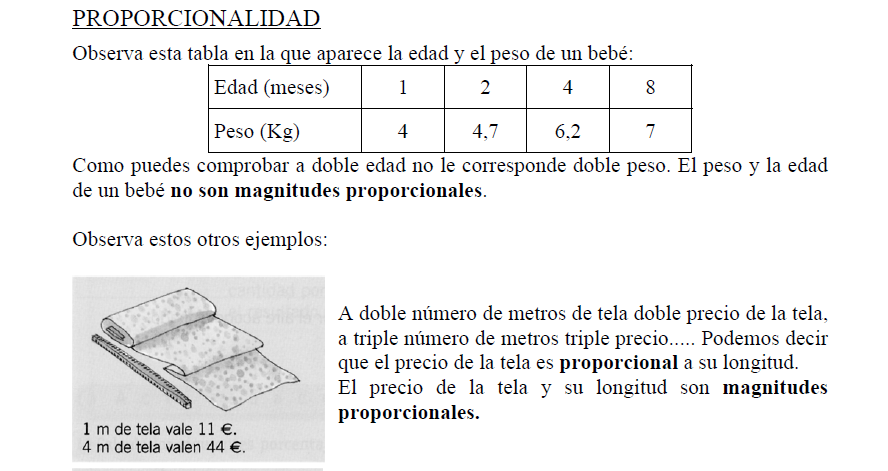 PROPORCIONALIDAD
Observa esta tabla en la que aparece la edad y el peso de un bebé:
Edad (meses) 1 2 4 8
Peso (Kg) 4 4,7 6,2 7
Como puedes comprobar a doble edad no le corresponde doble peso. El peso y la edad
de un bebé no son magnitudes proporcionales.
Observa estos otros ejemplos:
A doble número de metros de tela doble precio de la tela,
a triple número de metros triple precio..... Podemos decir
que el precio de la tela es proporcional a su longitud.
El precio de la tela y su longitud son magnitudes
proporcionales.
1 m de tela vale 11 €.
4 m de tela valen 44 €.